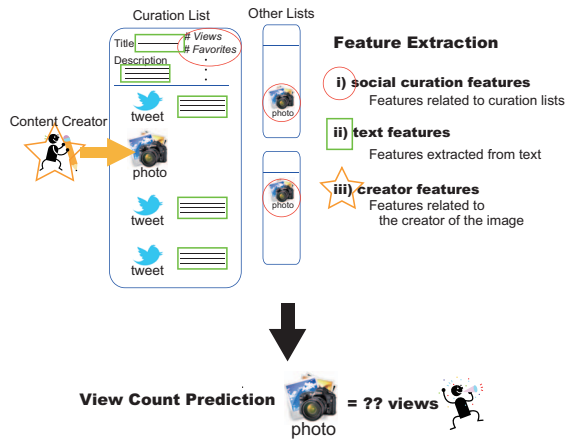 Curation List
Other Lists
Title
# Views
# Favorites
Description
tweet
photo
tweet
tweet
Content Creator
photo
photo
Feature Extraction
i) social curation features
Features related to curation lists
ii) text features
Features extracted from text
iii) creator features
Features related to
the creator of the image
View Count Prediction
photo
= ?? views